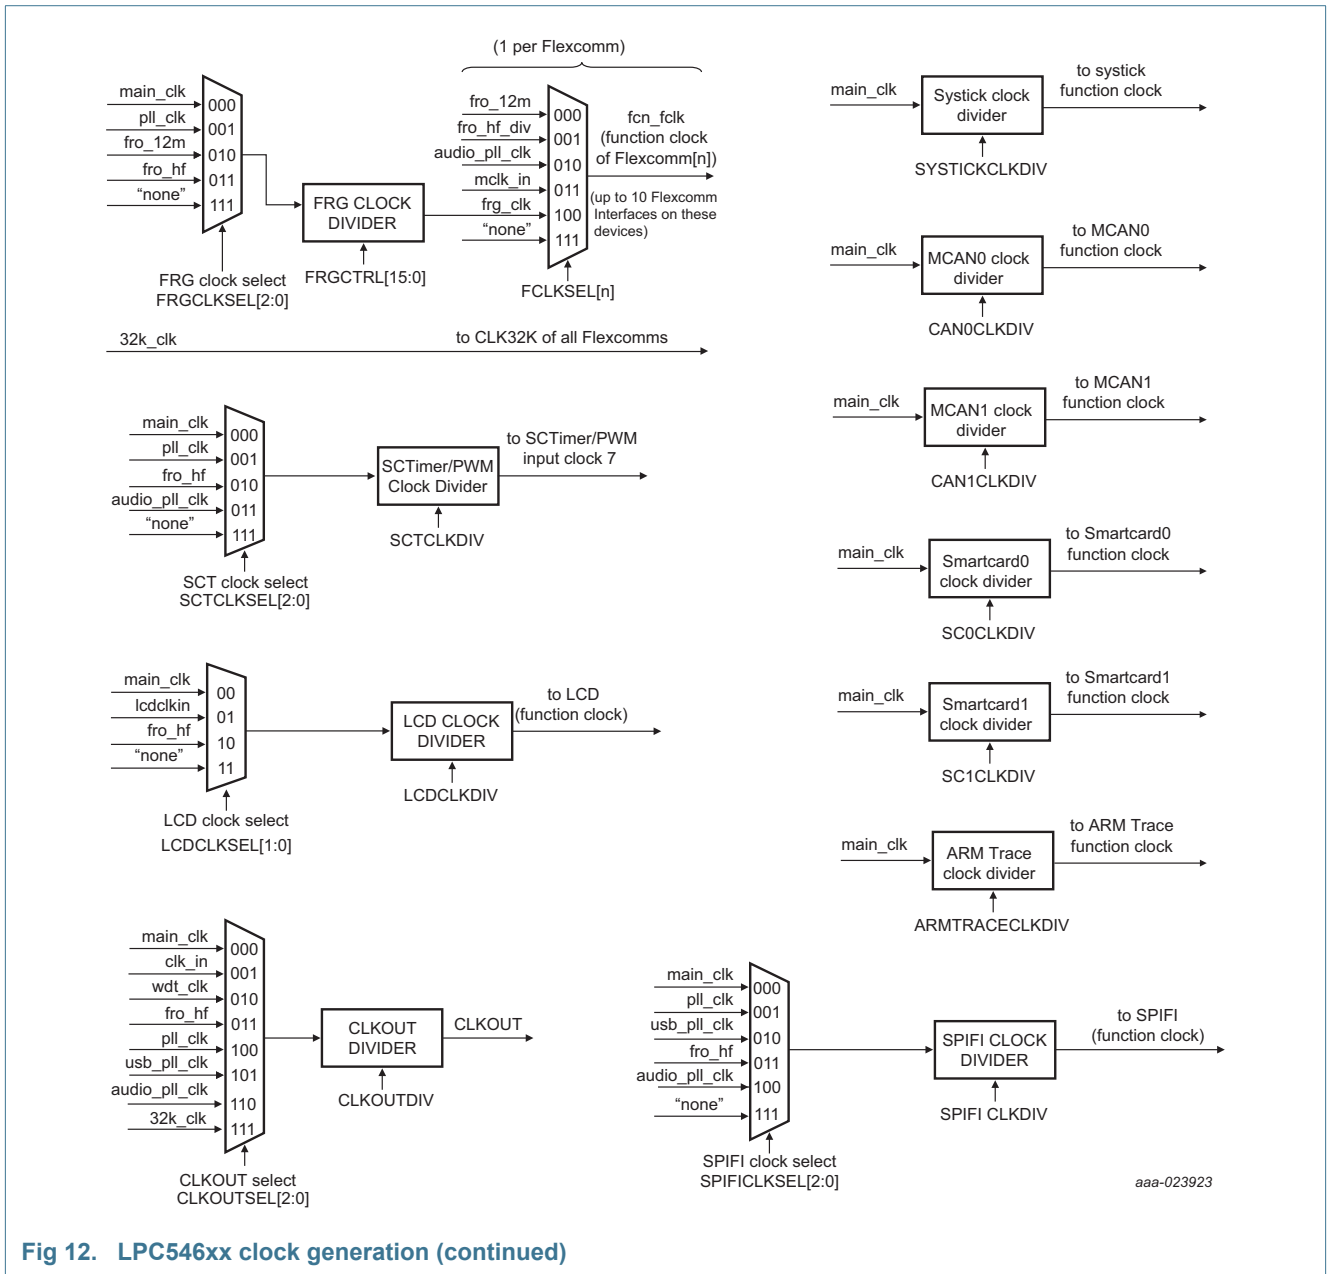 (1 per Flexcomm)
main_clk
000
pll_clk
001
fro_12m
010
fro_hf
011
“none”
111
FRG clock select
FRGCLKSEL[2:0]
FRG CLOCK
DIVIDER
FRGCTRL[15:0]
fro_12m
000
fro_hf_div
001
audio_pll_clk
010
mclk_in
011
frg_clk
100
“none”
111
FCLKSEL[n]
fcn_fclk
(function clock
of Flexcomm[n])
(up to 10 Flexcomm
Interfaces on these
devices)
32k_clk
to CLK32K of all Flexcomms
main_clk
000
pll_clk
001
fro_hf
010
audio_pll_clk
011
“none”
111
SCT clock select
SCTCLKSEL[2:0]
SCTimer/PWM
Clock Divider
SCTCLKDIV
to SCTimer/PWM
input clock 7
main_clk
00
lcdclkin
01
fro_hf
10
“none”
11
LCD clock select
LCDCLKSEL[1:0]
LCD CLOCK
DIVIDER
LCDCLKDIV
to LCD
(function clock)
main_clk
000
clk_in
001
wdt_clk
010
fro_hf
011
pll_clk
100
usb_pll_clk
101
audio_pll_clk
110
32k_clk
111
CLKOUT select
CLKOUTSEL[2:0]
CLKOUT
DIVIDER
CLKOUTDIV
CLKOUT
main_clk
Systick clock
divider
SYSTICKCLKDIV
to systick
function clock
main_clk
MCAN0 clock
divider
CAN0CLKDIV
to MCAN0
function clock
main_clk
MCAN1 clock
divider
CAN1CLKDIV
to MCAN1
function clock
main_clk
Smartcard0
clock divider
SC0CLKDIV
to Smartcard0
function clock
main_clk
Smartcard1
clock divider
SC1CLKDIV
to Smartcard1
function clock
main_clk
ARM Trace
clock divider
ARMTRACECLKDIV
to ARM Trace
function clock
main_clk
000
pll_clk
001
usb_pll_clk
010
fro_hf
011
audio_pll_clk
100
“none”
111
SPIFI clock select
SPIFICLKSEL[2:0]
SPIFI CLOCK
DIVIDER
SPIFI CLKDIV
to SPIFI
(function clock)
aaa-023923
Fig 12. LPC546xx clock generation (continued)